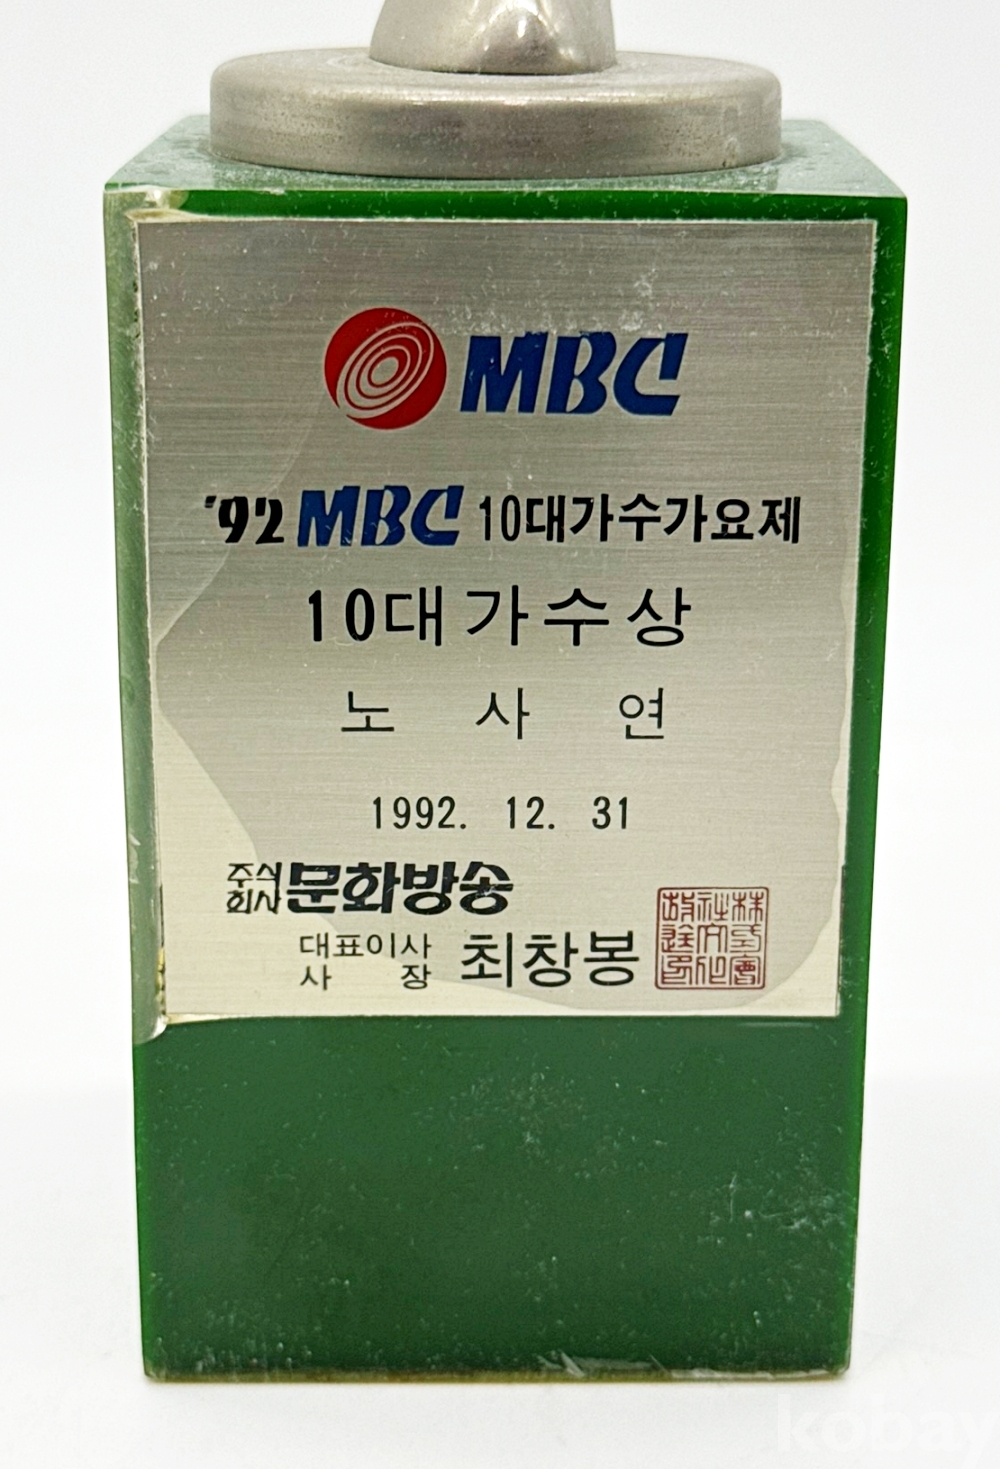 MBC
'92 MBC 10대가수가요제
10대가수상
노 사 연
1992. 12. 31
주식회사 문화방송
대표이사 사장 최창봉
kobay